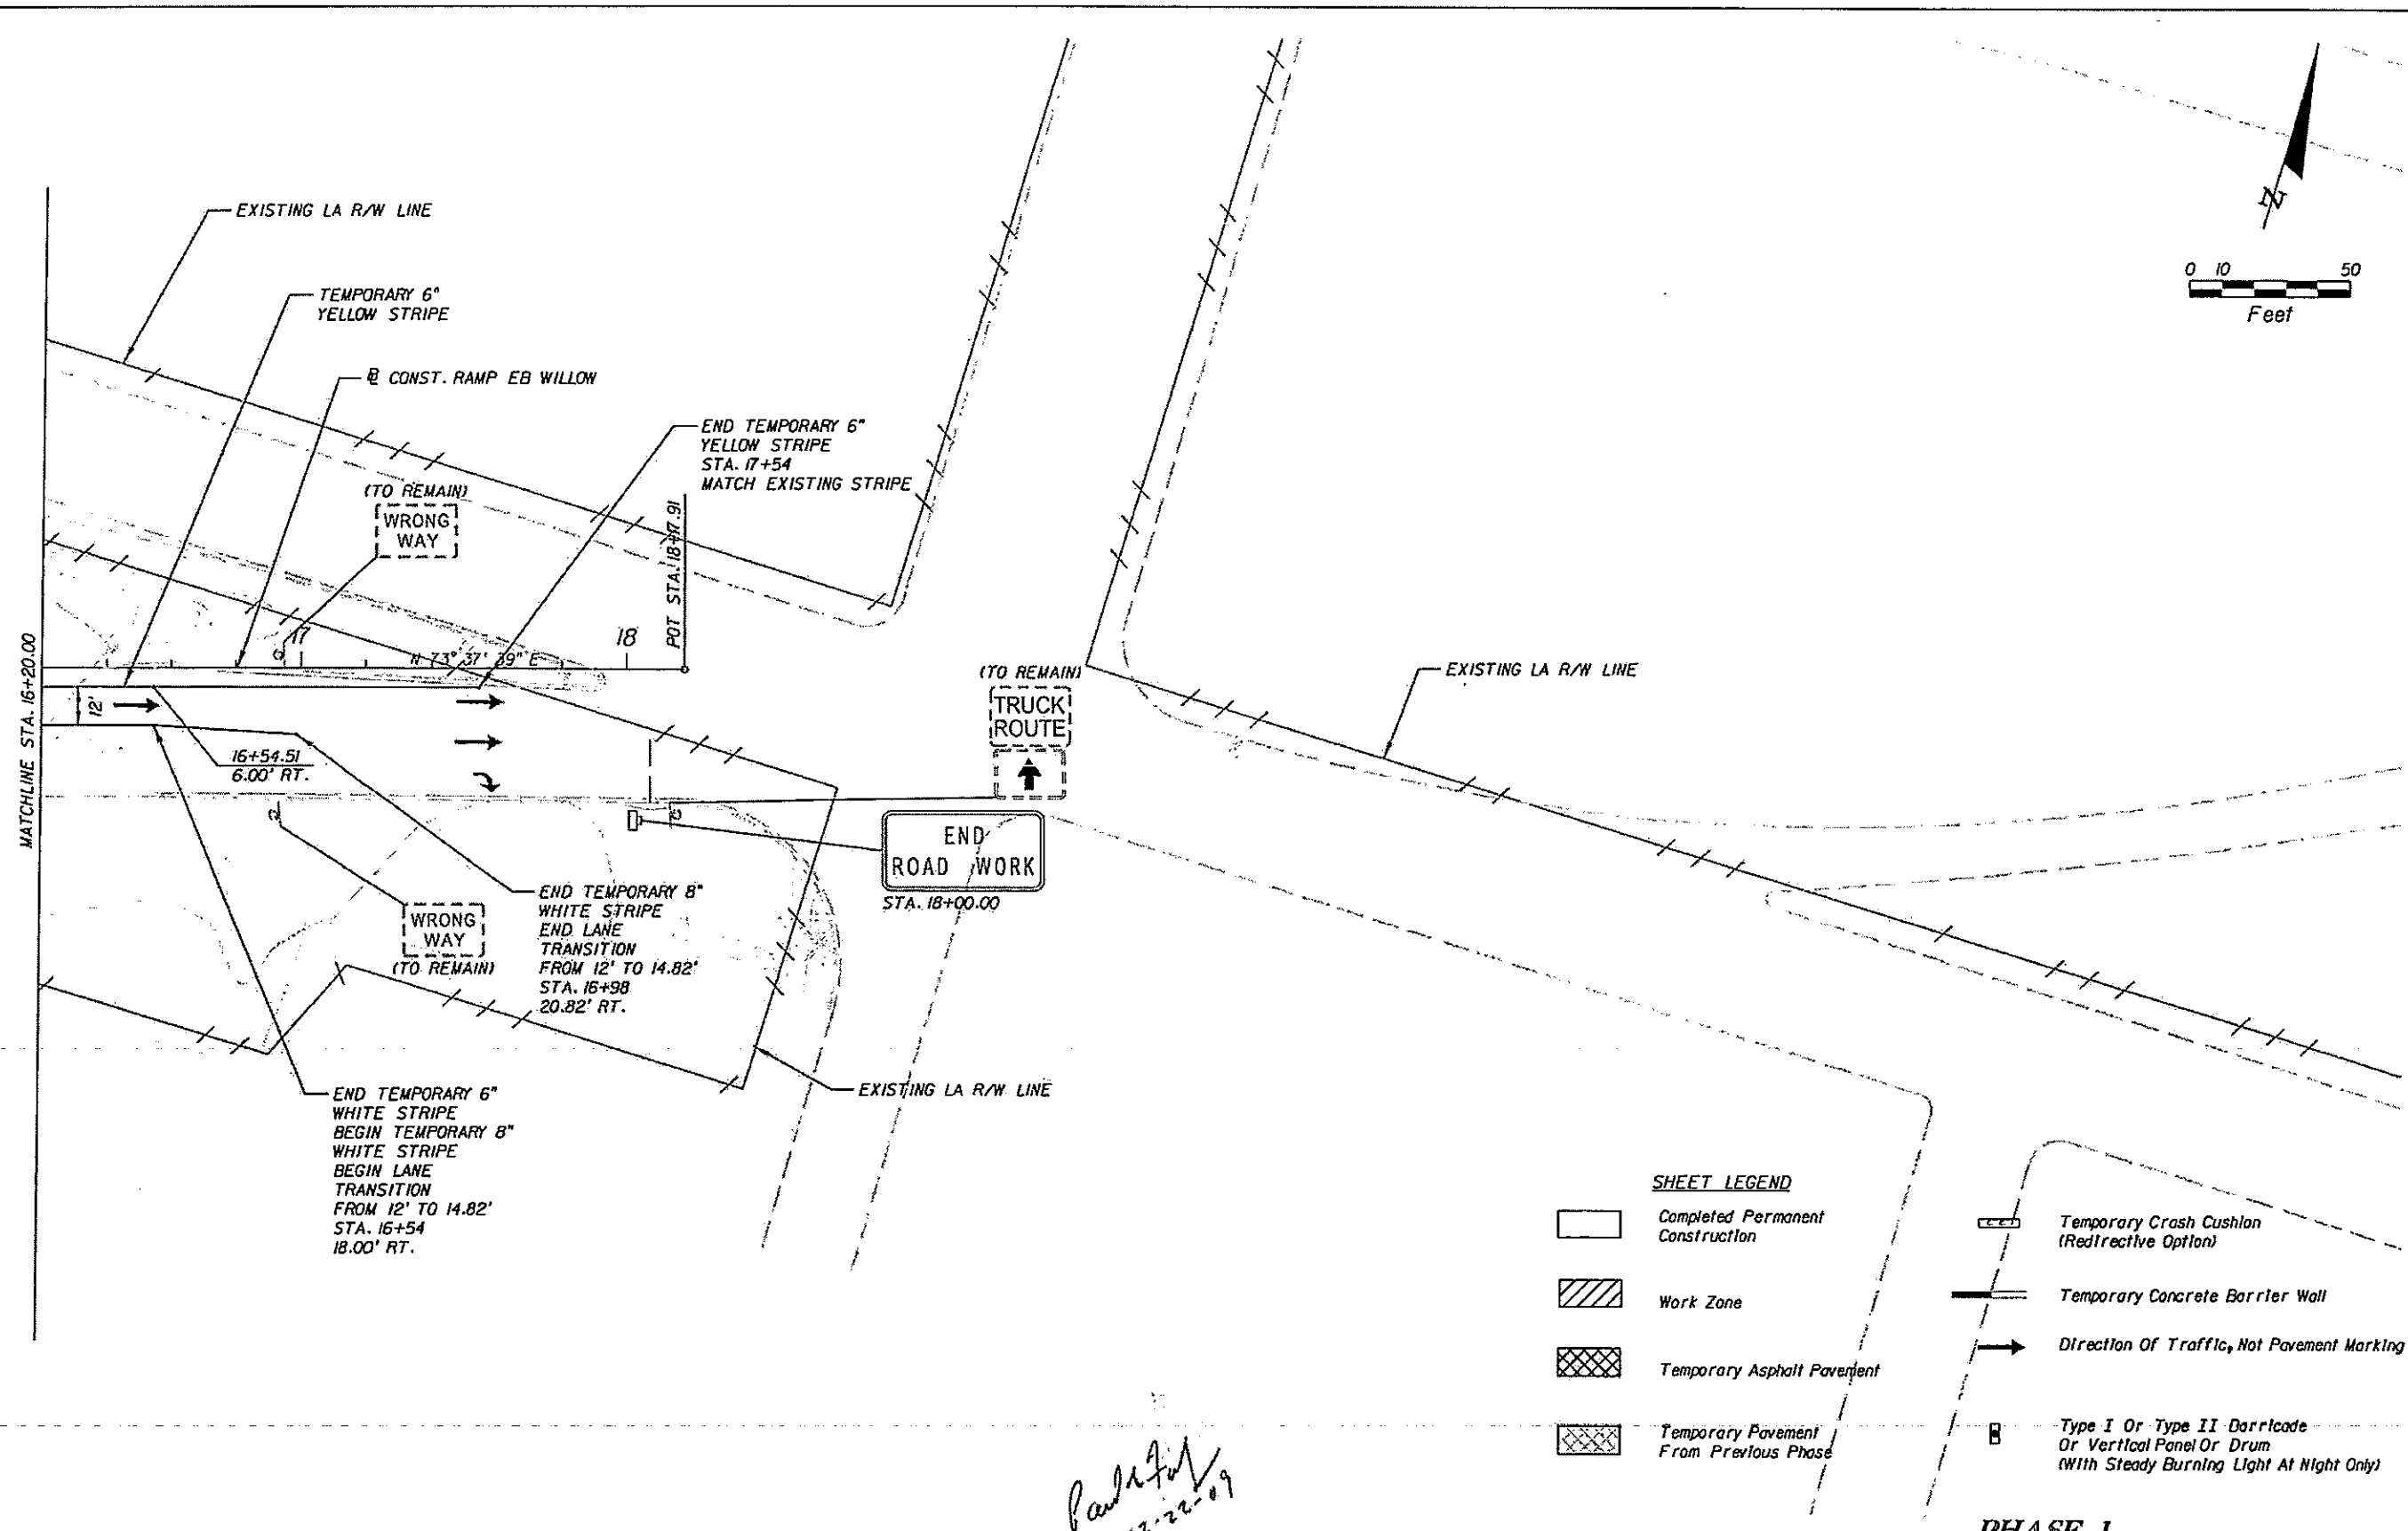 EXISTING LA R/W LINE
TEMPORARY 6"
YELLOW STRIPE
℄ CONST. RAMP EB WILLOW
END TEMPORARY 6"
YELLOW STRIPE
STA. 17+54
MATCH EXISTING STRIPE
(TO REMAIN)
WRONG
WAY
POT STA. 18+17.91
17
18
N 73° 37' 39" E
MATCHLINE STA. 16+20.00
12'
16+54.51
6.00' RT.
(TO REMAIN)
TRUCK
ROUTE
END
ROAD WORK
STA. 18+00.00
EXISTING LA R/W LINE
WRONG
WAY
(TO REMAIN)
END TEMPORARY 8"
WHITE STRIPE
END LANE
TRANSITION
FROM 12' TO 14.82'
STA. 16+98
20.82' RT.
EXISTING LA R/W LINE
END TEMPORARY 6"
WHITE STRIPE
BEGIN TEMPORARY 8"
WHITE STRIPE
BEGIN LANE
TRANSITION
FROM 12' TO 14.82'
STA. 16+54
18.00' RT.
N
0 10 50
Feet
SHEET LEGEND
Completed Permanent
Construction
Work Zone
Temporary Asphalt Pavement
Temporary Pavement
From Previous Phase
Temporary Crash Cushion
(Redirective Option)
Temporary Concrete Barrier Wall
Direction Of Traffic, Not Pavement Marking
Type I Or Type II Barricade
Or Vertical Panel Or Drum
(With Steady Burning Light At Night Only)
PHASE 1